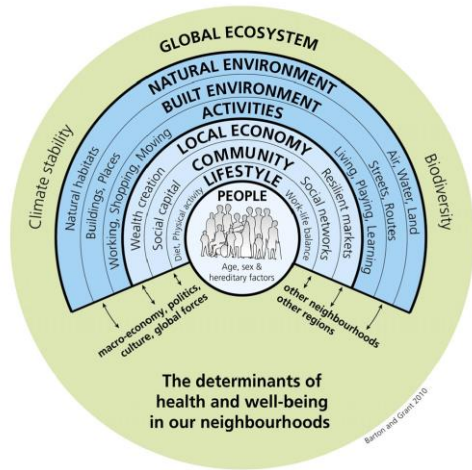 GLOBAL ECOSYSTEM
NATURAL ENVIRONMENT
BUILT ENVIRONMENT
ACTIVITIES
LOCAL ECONOMY
COMMUNITY
LIFESTYLE
PEOPLE
Age, sex &
hereditary factors
Climate stability
Natural habitats
Buildings, Places
Working, Shopping, Moving
Wealth creation
Social capital
Diet, Physical activity
Work-life balance
Social networks
Resilient markets
Living, Playing, Learning
Streets, Routes
Air, Water, Land
Biodiversity
macro-economy, politics,
culture, global forces
other neighbourhoods
other regions
The determinants of
health and well-being
in our neighbourhoods
Barton and Grant 2010